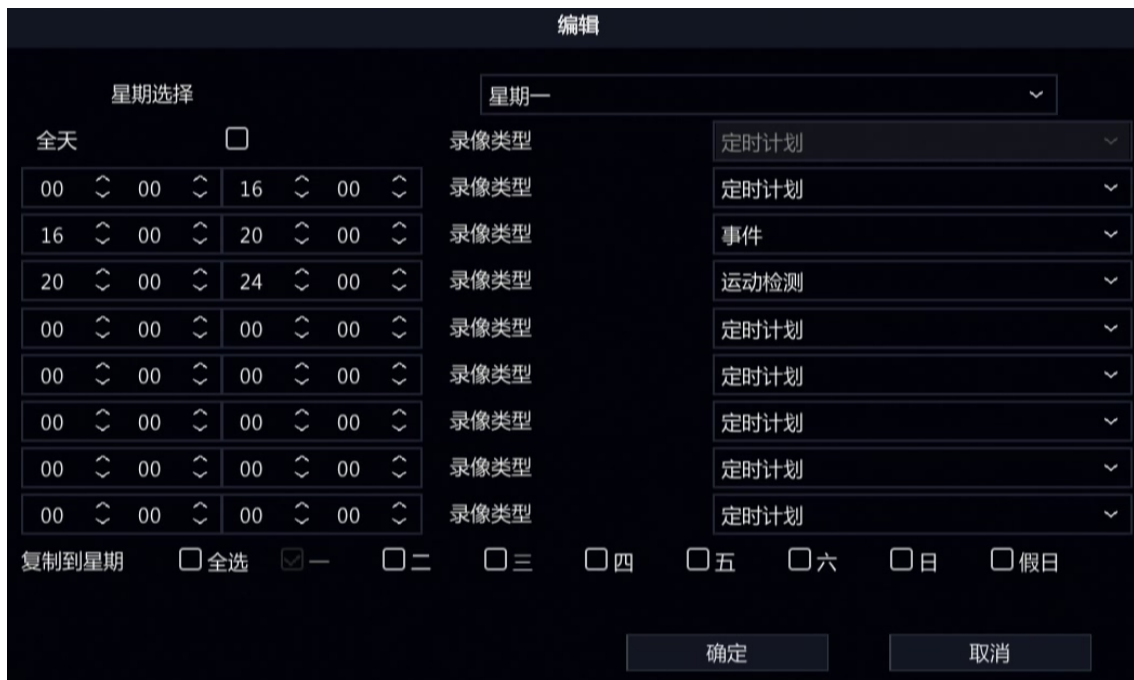 编辑
星期选择 星期一
全天 录像类型 定时计划
00 00 16 00 录像类型 定时计划
16 00 20 00 录像类型 事件
20 00 24 00 录像类型 运动检测
00 00 00 00 录像类型 定时计划
00 00 00 00 录像类型 定时计划
00 00 00 00 录像类型 定时计划
00 00 00 00 录像类型 定时计划
00 00 00 00 录像类型 定时计划
复制到星期 全选 一 二 三 四 五 六 日 假日
确定 取消